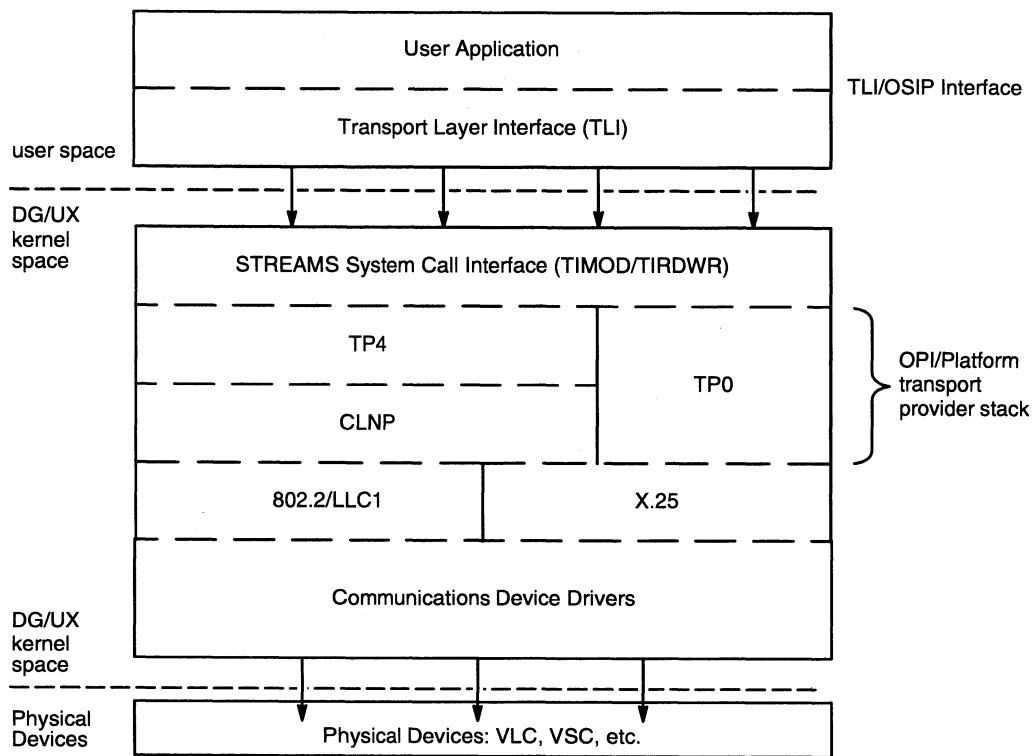 User Application
TLI/OSIP Interface
Transport Layer Interface (TLI)
user space
DG/UX
kernel
space
STREAMS System Call Interface (TIMOD/TIRDWR)
TP4
TP0
CLNP
OPI/Platform
transport
provider stack
802.2/LLC1
X.25
Communications Device Drivers
DG/UX
kernel
space
Physical
Devices
Physical Devices: VLC, VSC, etc.